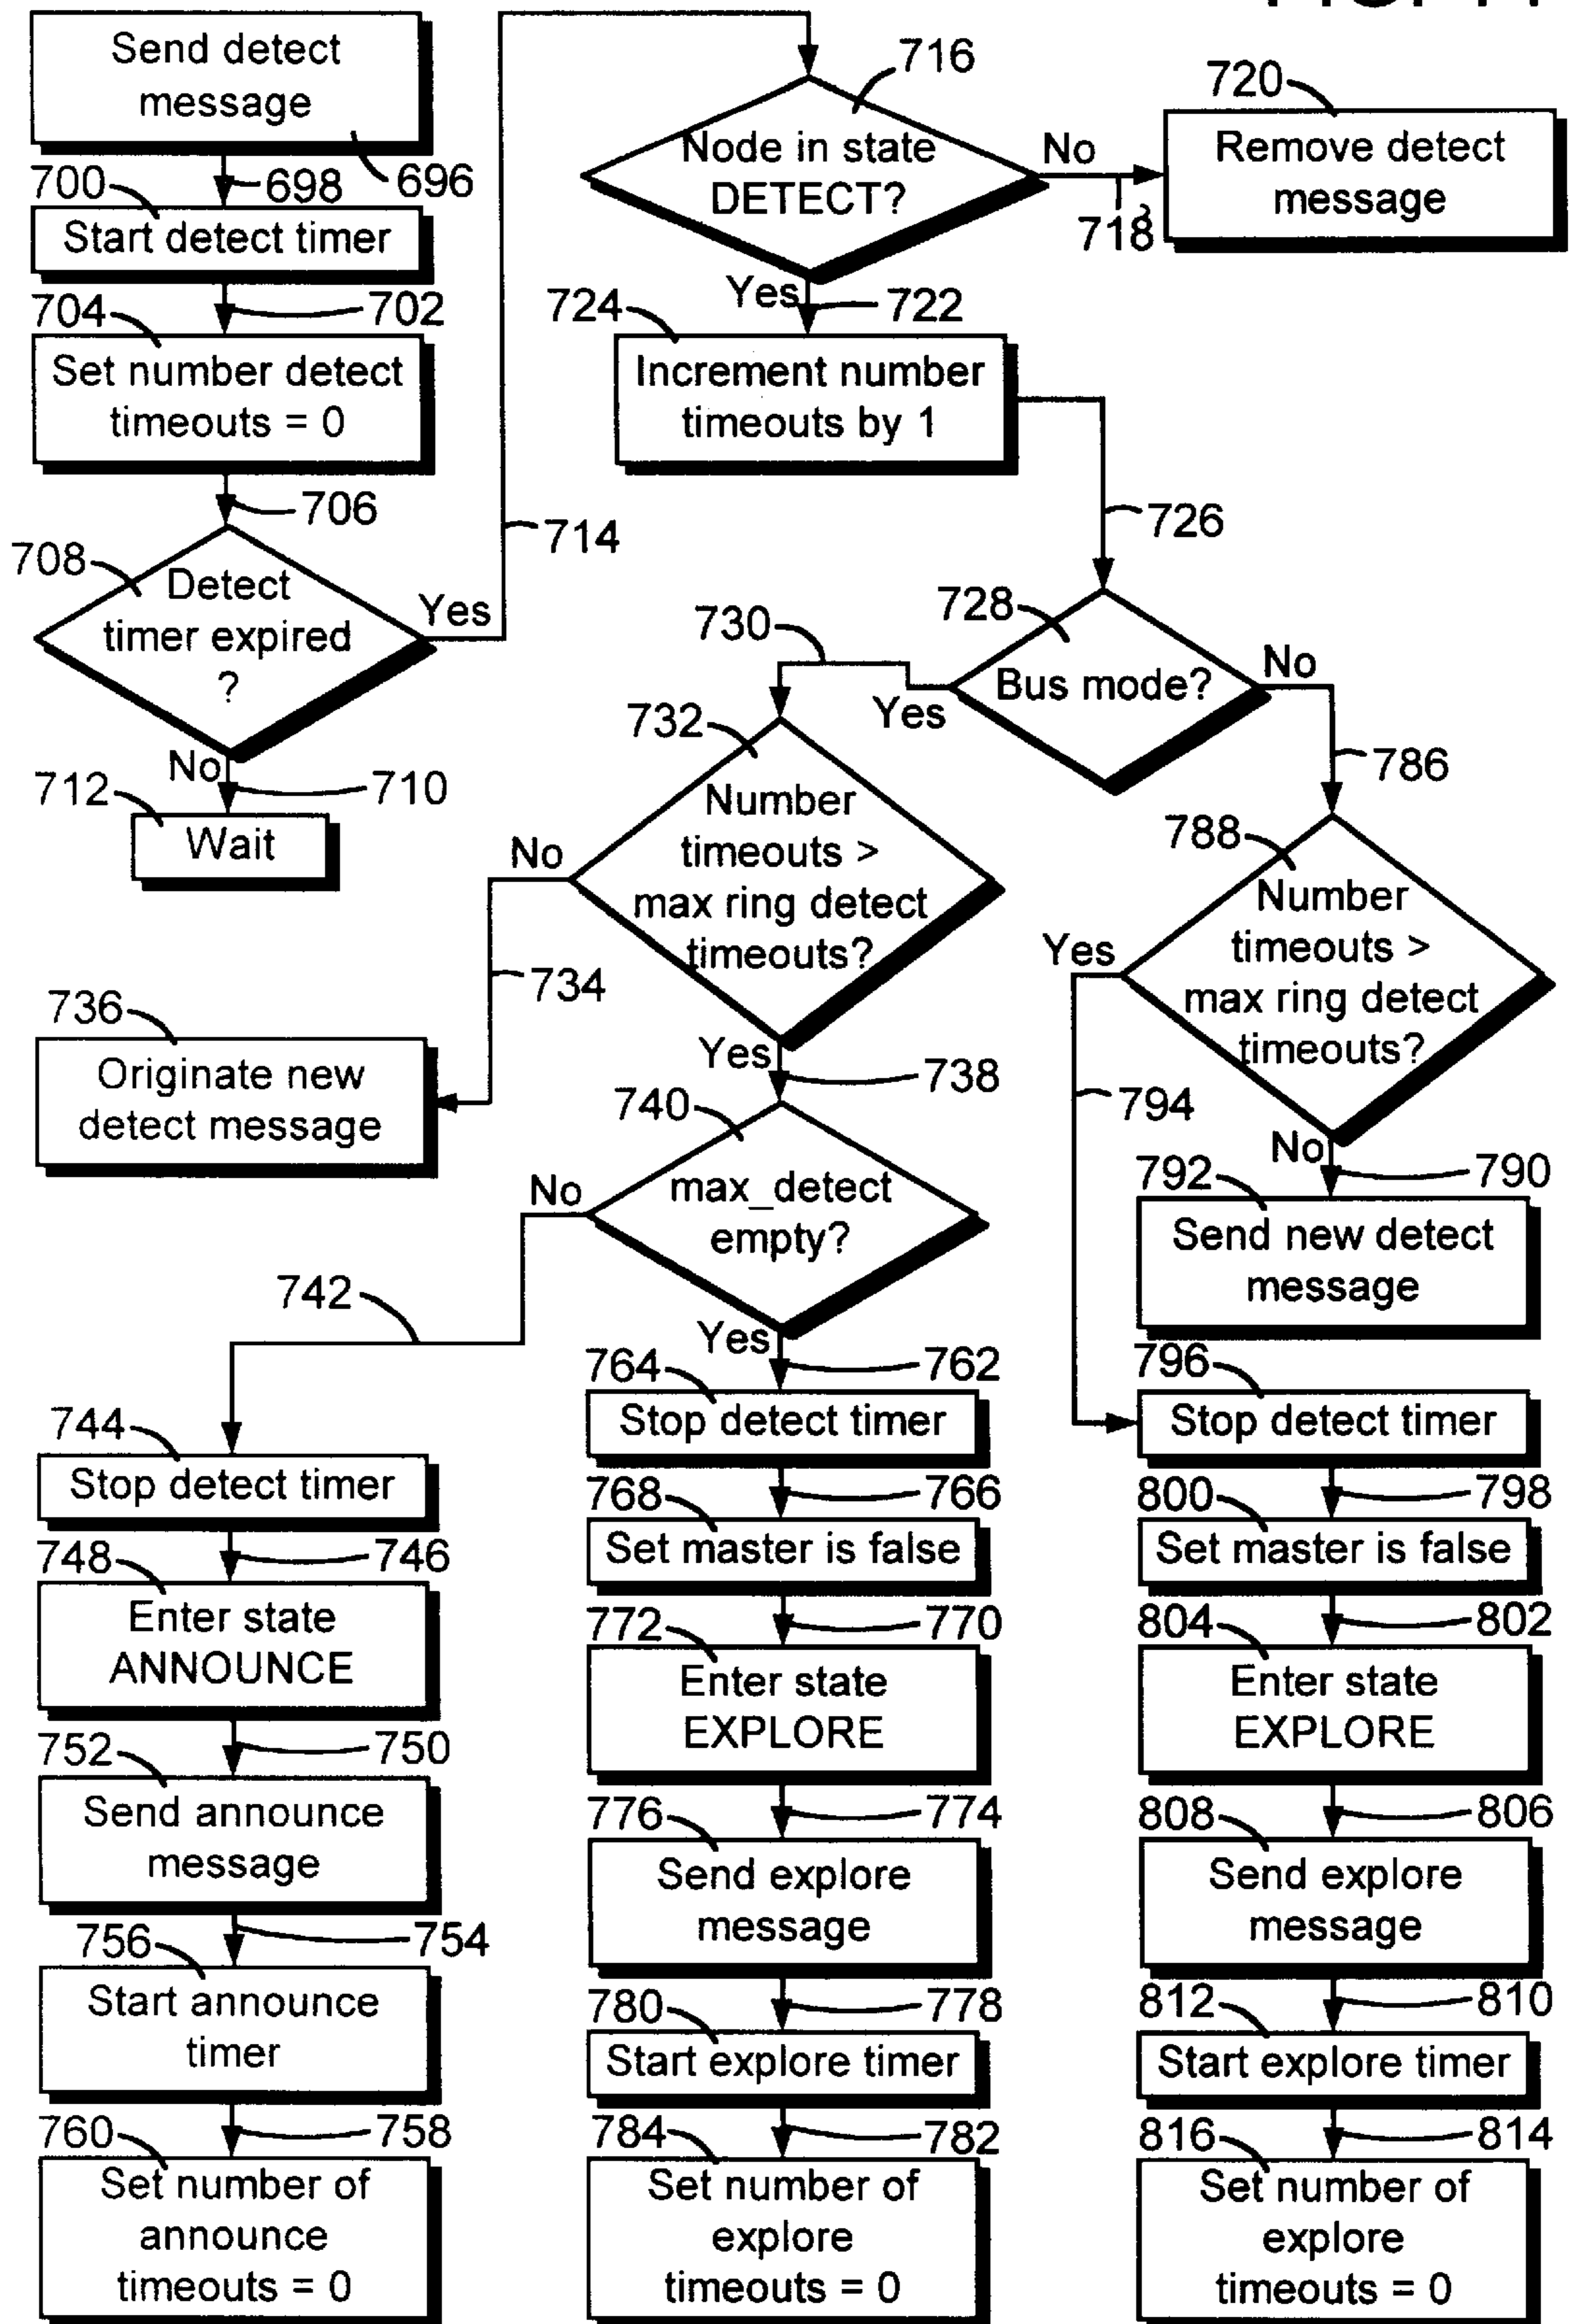 Send detect
message
696
698
700
Start detect timer
702
704
Set number detect
timeouts = 0
706
708
Detect
timer expired
?
Yes
714
No
710
712
Wait
716
Node in state
DETECT?
No
718
720
Remove detect
message
Yes
722
724
Increment number
timeouts by 1
726
728
Bus mode?
Yes
730
No
786
732
Number
timeouts >
max ring detect
timeouts?
No
734
736
Originate new
detect message
Yes
738
740
max_detect
empty?
No
742
744
Stop detect timer
746
748
Enter state
ANNOUNCE
750
752
Send announce
message
754
756
Start announce
timer
758
760
Set number of
announce
timeouts = 0
Yes
762
764
Stop detect timer
766
768
Set master is false
770
772
Enter state
EXPLORE
774
776
Send explore
message
778
780
Start explore timer
782
784
Set number of
explore
timeouts = 0
788
Number
timeouts >
max ring detect
timeouts?
Yes
794
No
790
792
Send new detect
message
796
Stop detect timer
798
800
Set master is false
802
804
Enter state
EXPLORE
806
808
Send explore
message
810
812
Start explore timer
814
816
Set number of
explore
timeouts = 0